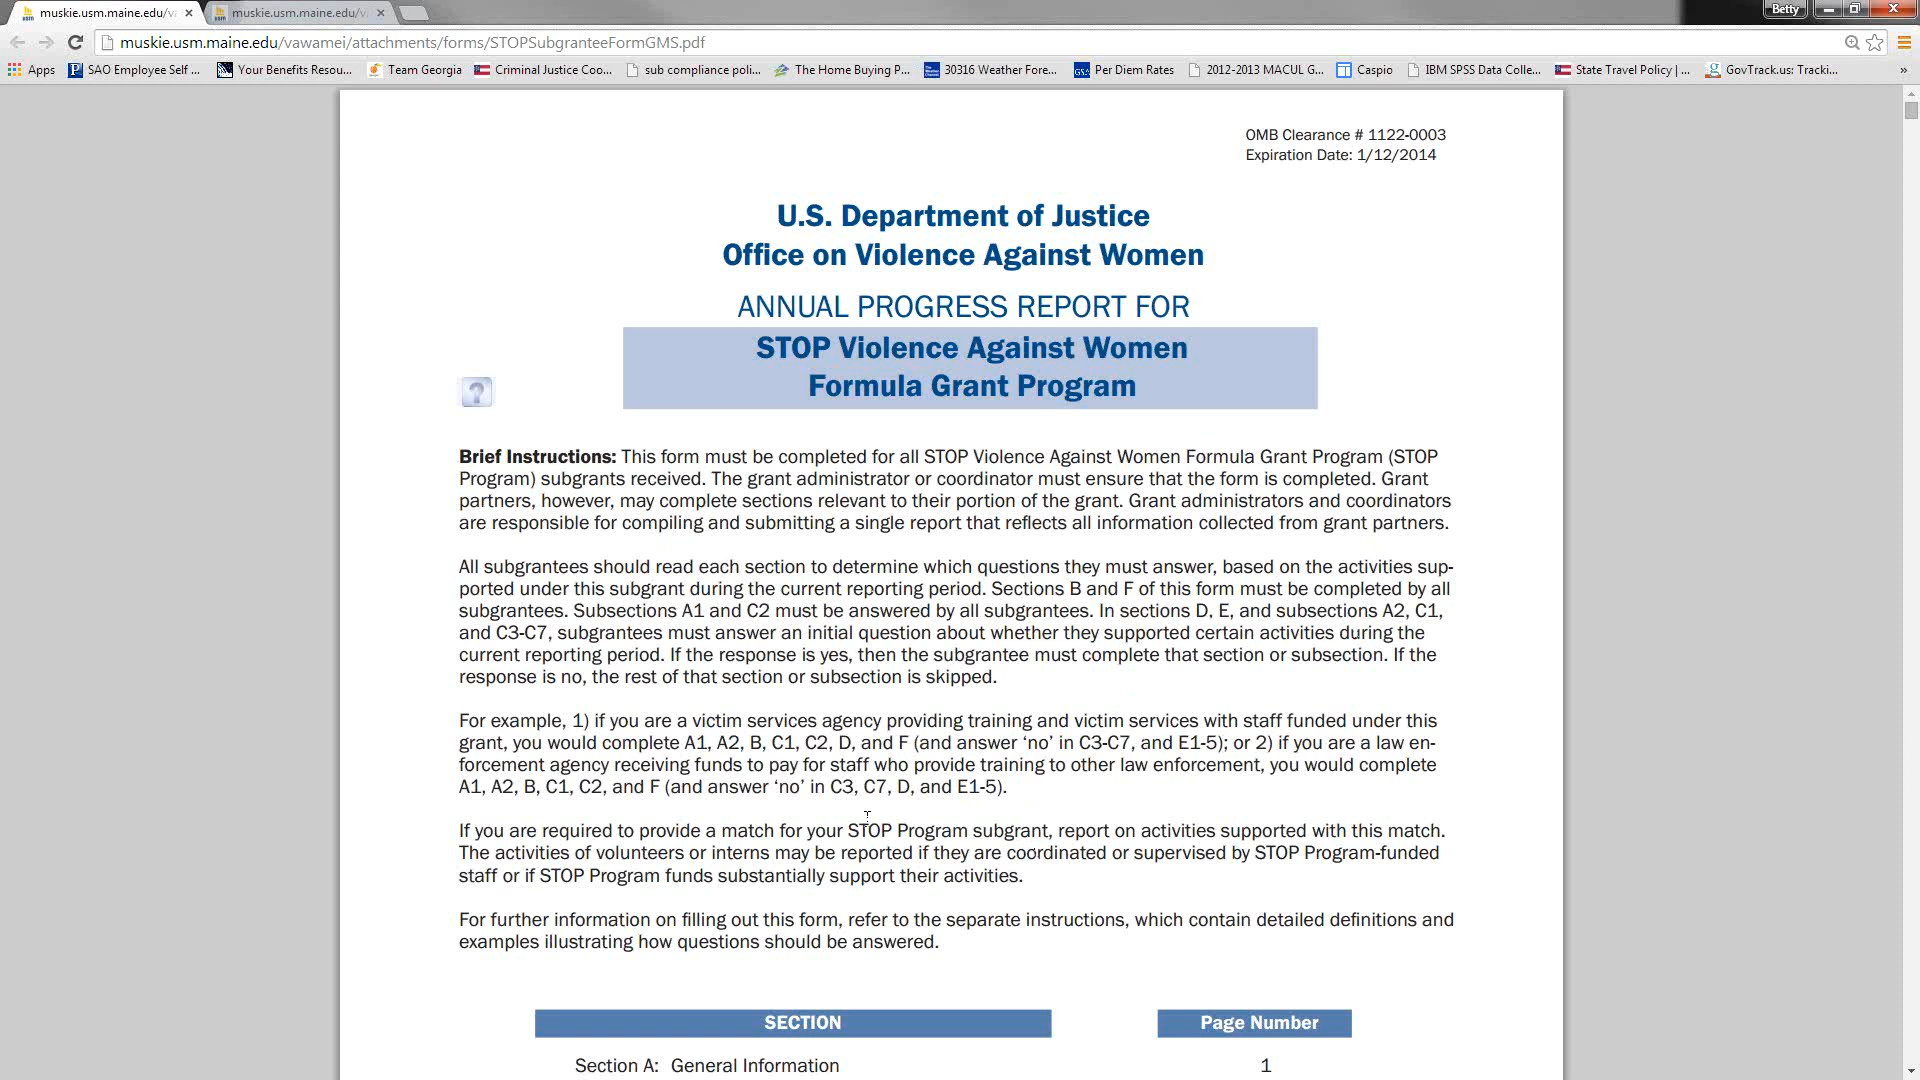 muskie.usm.maine.edu/v
muskie.usm.maine.edu/v
Betty
muskie.usm.maine.edu/vawamei/attachments/forms/STOPSubgranteeFormGMS.pdf
Apps
SAO Employee Self ...
Your Benefits Resou...
Team Georgia
Criminal Justice Coo...
sub compliance poli...
The Home Buying P...
30316 Weather Fore...
Per Diem Rates
2012-2013 MACUL G...
Caspio
IBM SPSS Data Colle...
State Travel Policy | ...
GovTrack.us: Tracki...
»
OMB Clearance # 1122-0003
Expiration Date: 1/12/2014
U.S. Department of Justice
Office on Violence Against Women
ANNUAL PROGRESS REPORT FOR
STOP Violence Against Women
Formula Grant Program
?
Brief Instructions: This form must be completed for all STOP Violence Against Women Formula Grant Program (STOP
Program) subgrants received. The grant administrator or coordinator must ensure that the form is completed. Grant
partners, however, may complete sections relevant to their portion of the grant. Grant administrators and coordinators
are responsible for compiling and submitting a single report that reflects all information collected from grant partners.
All subgrantees should read each section to determine which questions they must answer, based on the activities sup-
ported under this subgrant during the current reporting period. Sections B and F of this form must be completed by all
subgrantees. Subsections A1 and C2 must be answered by all subgrantees. In sections D, E, and subsections A2, C1,
and C3-C7, subgrantees must answer an initial question about whether they supported certain activities during the
current reporting period. If the response is yes, then the subgrantee must complete that section or subsection. If the
response is no, the rest of that section or subsection is skipped.
For example, 1) if you are a victim services agency providing training and victim services with staff funded under this
grant, you would complete A1, A2, B, C1, C2, D, and F (and answer ‘no’ in C3-C7, and E1-5); or 2) if you are a law en-
forcement agency receiving funds to pay for staff who provide training to other law enforcement, you would complete
A1, A2, B, C1, C2, and F (and answer ‘no’ in C3, C7, D, and E1-5).
If you are required to provide a match for your STOP Program subgrant, report on activities supported with this match.
The activities of volunteers or interns may be reported if they are coordinated or supervised by STOP Program-funded
staff or if STOP Program funds substantially support their activities.
For further information on filling out this form, refer to the separate instructions, which contain detailed definitions and
examples illustrating how questions should be answered.
SECTION
Page Number
Section A: General Information
1